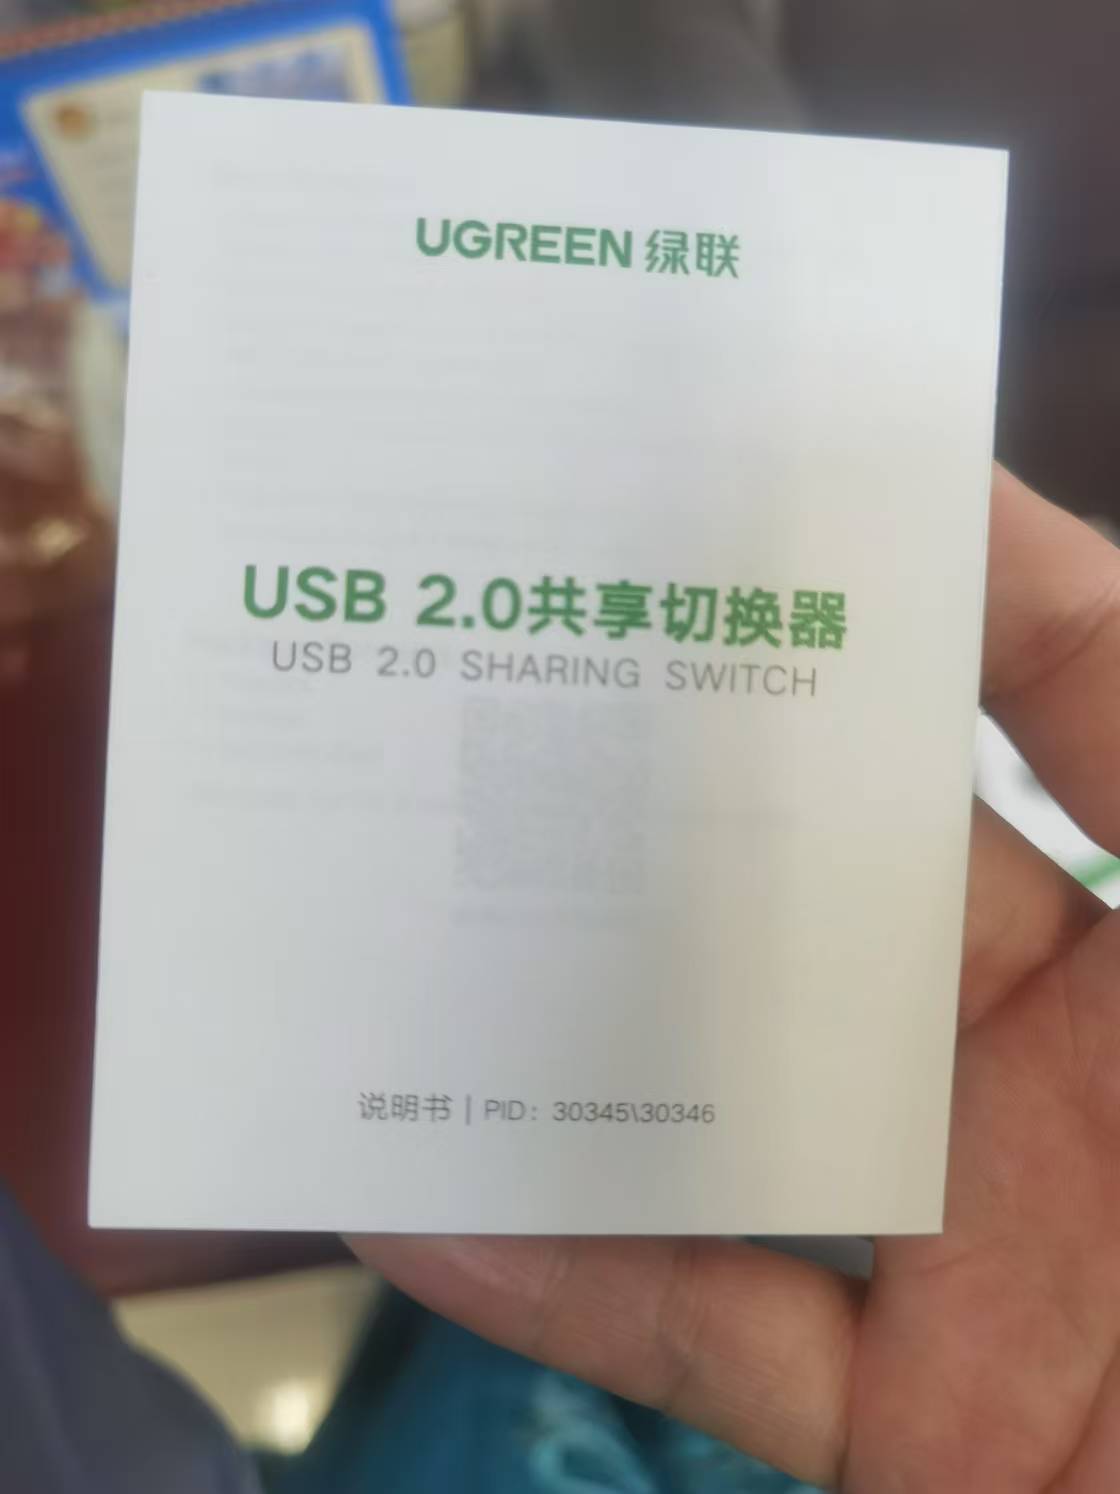 UGREEN 绿联
USB 2.0共享切换器
USB 2.0 SHARING SWITCH
说明书 | PID：30345\30346